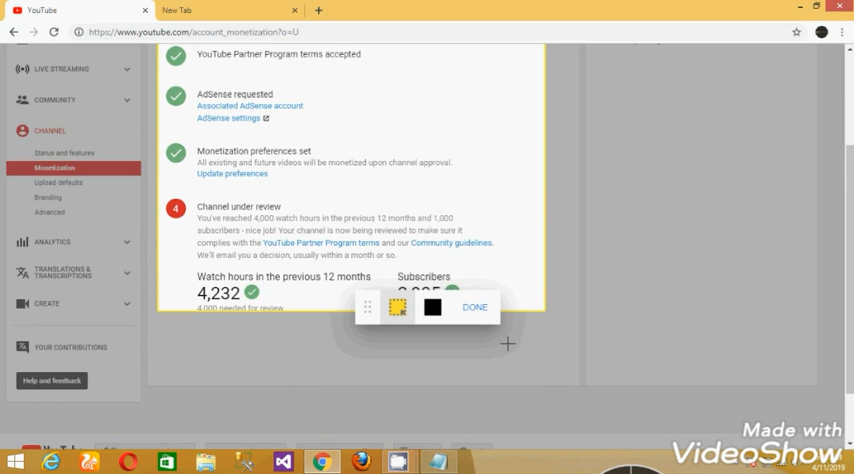 YouTube
New Tab
https://www.youtube.com/account_monetization?o=U
YouTube Partner Program terms accepted
LIVE STREAMING
AdSense requested
Associated AdSense account
AdSense settings
COMMUNITY
CHANNEL
Status and features
Monetization
Upload defaults
Branding
Advanced
Monetization preferences set
All existing and future videos will be monetized upon channel approval.
Update preferences
4
Channel under review
You've reached 4,000 watch hours in the previous 12 months and 1,000
subscribers - nice job! Your channel is now being reviewed to make sure it
complies with the YouTube Partner Program terms and our Community guidelines.
We'll email you a decision, usually within a month or so.
ANALYTICS
TRANSLATIONS &
TRANSCRIPTIONS
CREATE
Watch hours in the previous 12 months
Subscribers
4,232
4,000 needed for review
DONE
YOUR CONTRIBUTIONS
Help and feedback
Made with
VideoShow
4/11/2019